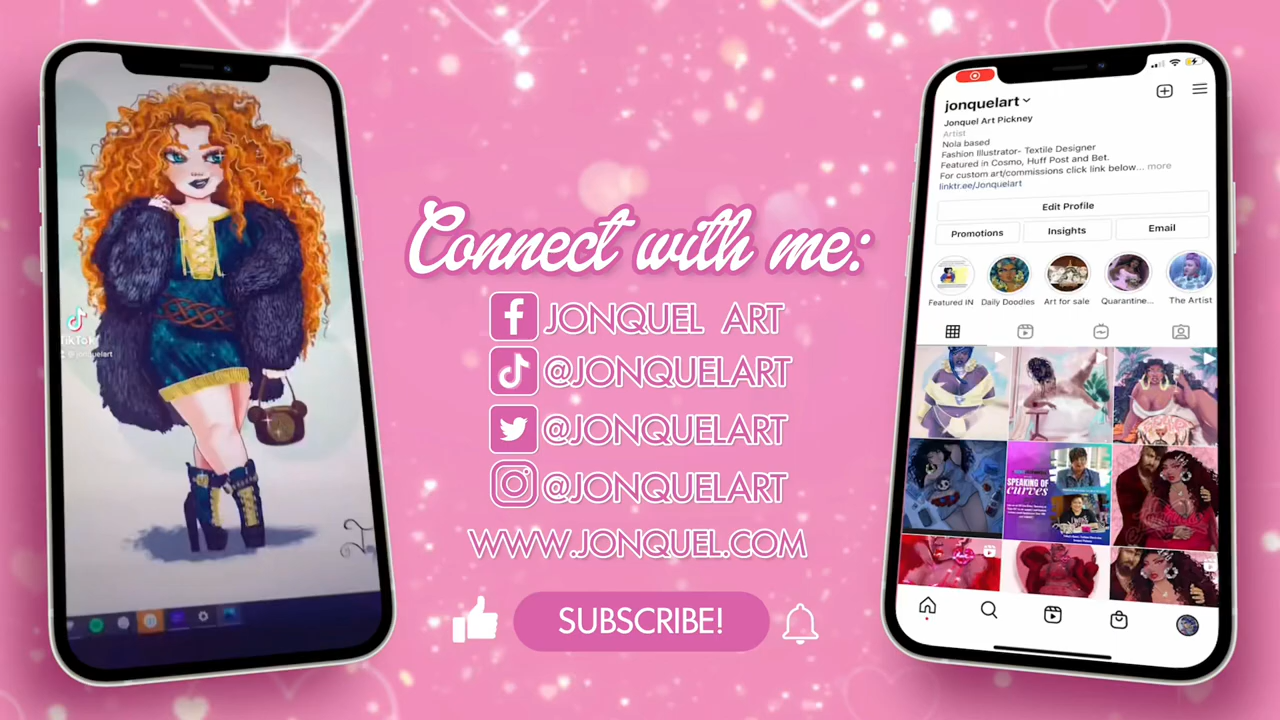 Connect with me:
JONQUEL ART
@JONQUELART
@JONQUELART
@JONQUELART
WWW.JONQUEL.COM
SUBSCRIBE!
TikTok
@jonquelart
jonquelart
Jonquel Art Pickney
Artist
Nola based
Fashion Illustrator- Textile Designer
Featured in Cosmo, Huff Post and Bet.
For custom art/commissions click link below... more
linktr.ee/Jonquelart
Edit Profile
Promotions Insights Email
Featured IN Daily Doodies Art for sale Quarantine... The Artist
SPEAKING OF
curves